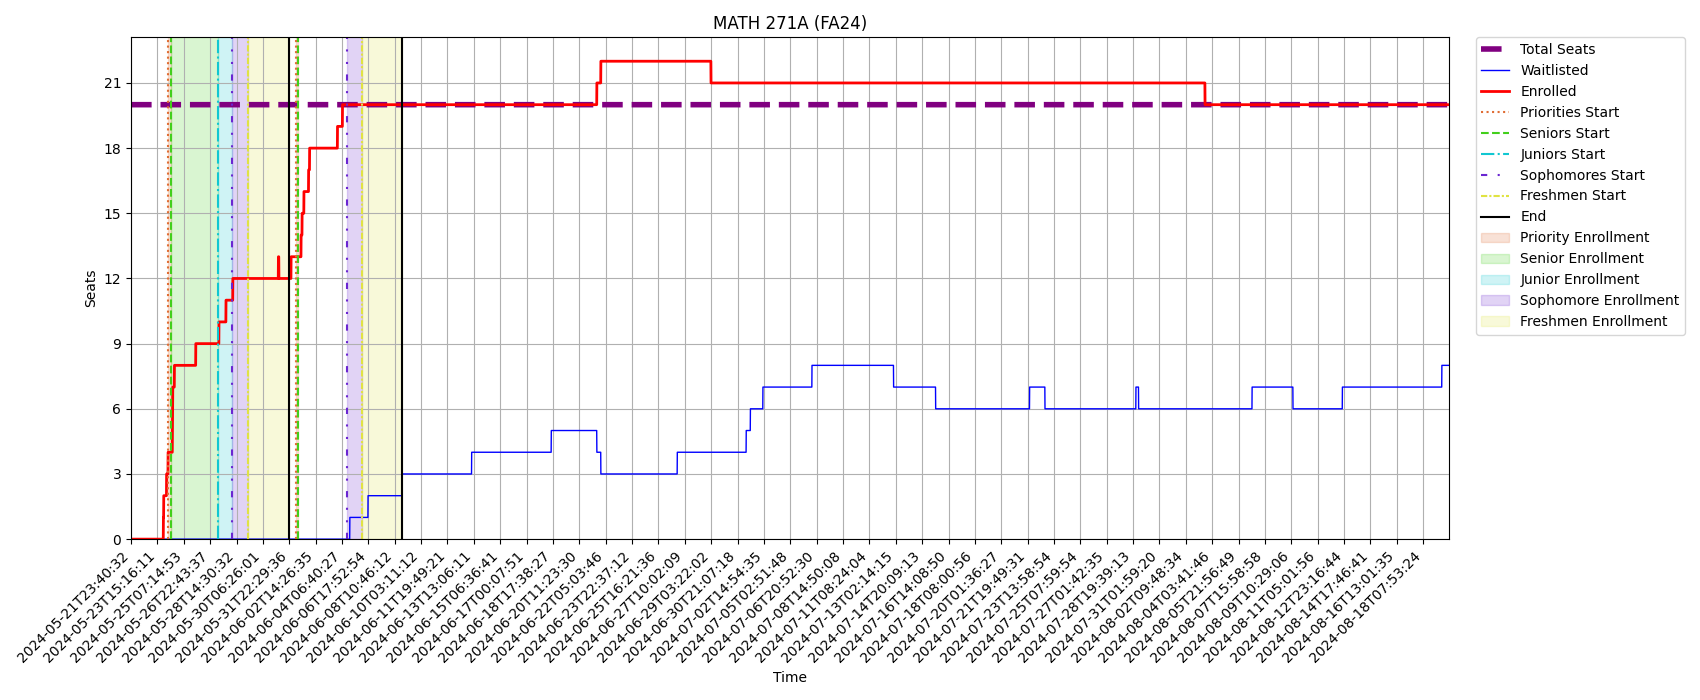 MATH 271A (FA24)
Seats
21
18
15
12
9
6
3
0
2024-05-21T23:40:32
2024-05-23T15:16:11
2024-05-25T07:14:53
2024-05-26T22:43:37
2024-05-28T14:30:32
2024-05-30T06:26:01
2024-05-31T22:29:36
2024-06-02T14:26:35
2024-06-04T06:40:27
2024-06-06T17:52:54
2024-06-08T10:46:12
2024-06-10T03:11:12
2024-06-11T19:49:21
2024-06-13T13:06:11
2024-06-15T06:36:41
2024-06-17T00:07:51
2024-06-18T17:38:27
2024-06-20T11:23:30
2024-06-22T05:03:46
2024-06-23T22:37:12
2024-06-25T16:21:36
2024-06-27T10:02:09
2024-06-29T03:22:02
2024-06-30T21:07:18
2024-07-02T14:54:35
2024-07-05T02:51:48
2024-07-06T20:52:30
2024-07-08T14:50:08
2024-07-11T08:24:04
2024-07-13T02:14:15
2024-07-14T20:09:13
2024-07-16T14:08:50
2024-07-18T08:00:56
2024-07-20T01:36:27
2024-07-21T19:49:31
2024-07-23T13:58:54
2024-07-25T07:59:54
2024-07-27T01:42:35
2024-07-28T19:39:13
2024-07-31T01:59:20
2024-08-02T09:48:34
2024-08-04T03:41:46
2024-08-05T21:56:49
2024-08-07T15:58:58
2024-08-09T10:29:06
2024-08-11T05:01:56
2024-08-12T23:16:44
2024-08-14T17:46:41
2024-08-16T13:01:35
2024-08-18T07:53:24
Time
Total Seats
Waitlisted
Enrolled
Priorities Start
Seniors Start
Juniors Start
Sophomores Start
Freshmen Start
End
Priority Enrollment
Senior Enrollment
Junior Enrollment
Sophomore Enrollment
Freshmen Enrollment